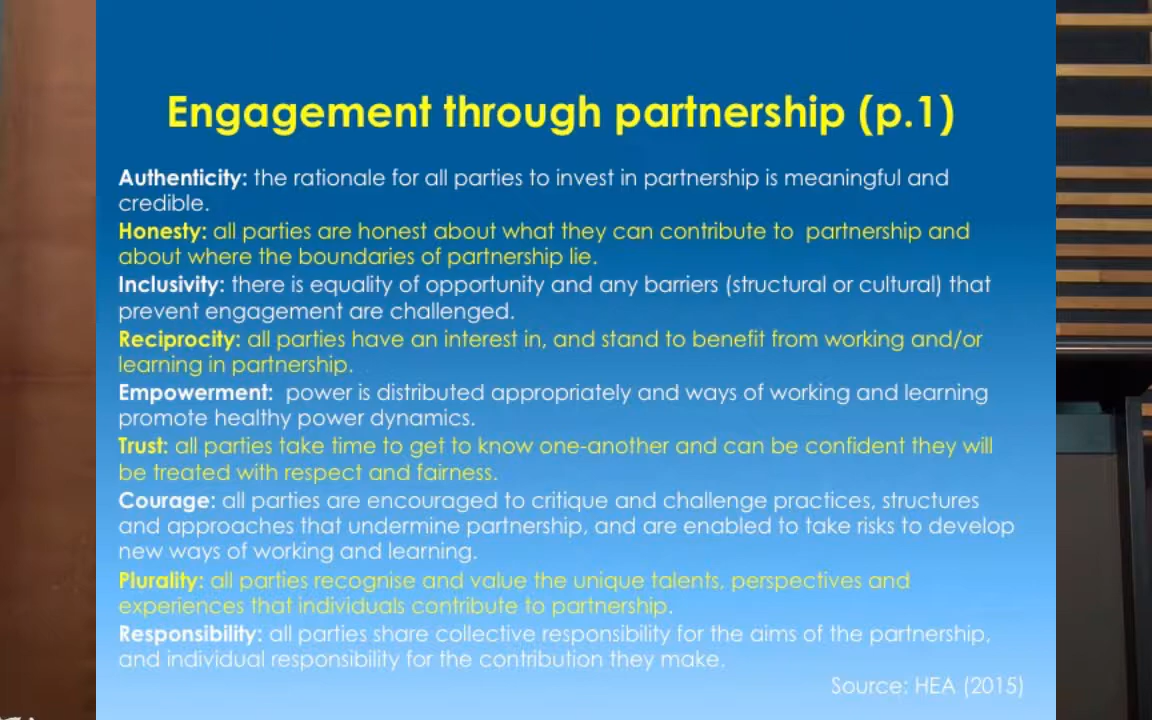 Engagement through partnership (p.1)
Authenticity: the rationale for all parties to invest in partnership is meaningful and
credible.
Honesty: all parties are honest about what they can contribute to  partnership and
about where the boundaries of partnership lie.
Inclusivity: there is equality of opportunity and any barriers (structural or cultural) that
prevent engagement are challenged.
Reciprocity: all parties have an interest in, and stand to benefit from working and/or
learning in partnership.
Empowerment:  power is distributed appropriately and ways of working and learning
promote healthy power dynamics.
Trust: all parties take time to get to know one-another and can be confident they will
be treated with respect and fairness.
Courage: all parties are encouraged to critique and challenge practices, structures
and approaches that undermine partnership, and are enabled to take risks to develop
new ways of working and learning.
Plurality: all parties recognise and value the unique talents, perspectives and
experiences that individuals contribute to partnership.
Responsibility: all parties share collective responsibility for the aims of the partnership,
and individual responsibility for the contribution they make.
Source: HEA (2015)